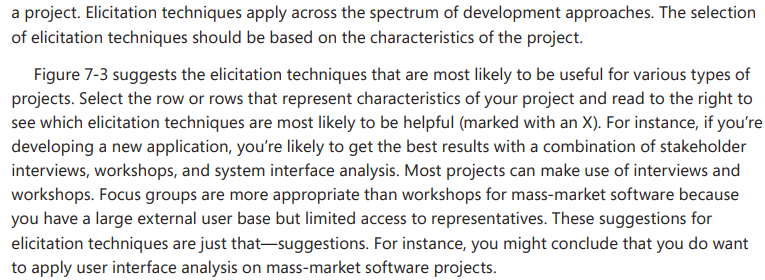 a project. Elicitation techniques apply across the spectrum of development approaches. The selection
of elicitation techniques should be based on the characteristics of the project.
Figure 7-3 suggests the elicitation techniques that are most likely to be useful for various types of
projects. Select the row or rows that represent characteristics of your project and read to the right to
see which elicitation techniques are most likely to be helpful (marked with an X). For instance, if you’re
developing a new application, you’re likely to get the best results with a combination of stakeholder
interviews, workshops, and system interface analysis. Most projects can make use of interviews and
workshops. Focus groups are more appropriate than workshops for mass-market software because
you have a large external user base but limited access to representatives. These suggestions for
elicitation techniques are just that—suggestions. For instance, you might conclude that you do want
to apply user interface analysis on mass-market software projects.